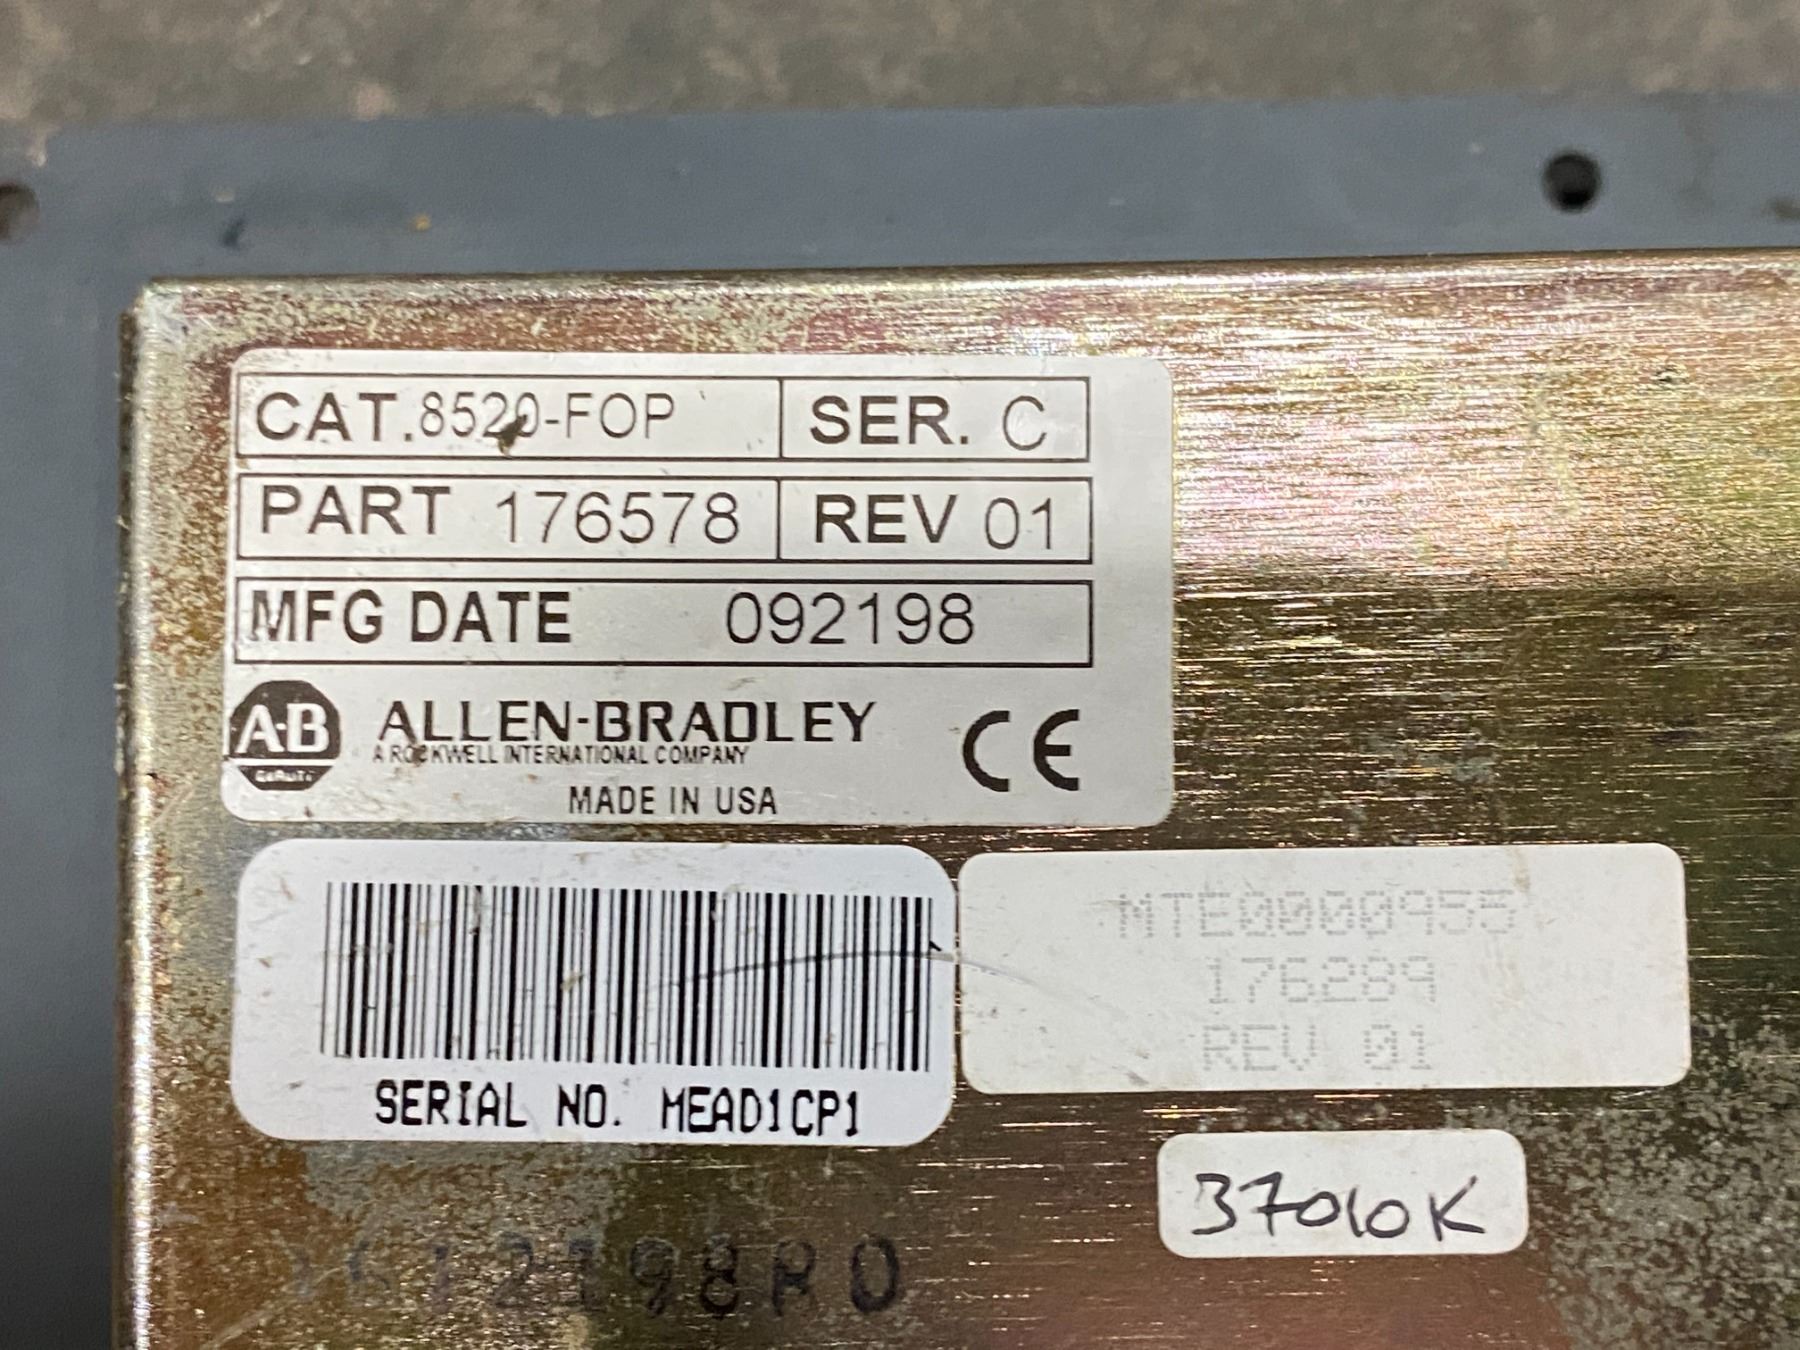 CAT. 8520-FOP SER. C
PART 176578 REV 01
MFG DATE 092198
A-B
ALLEN-BRADLEY CE
A ROCKWELL INTERNATIONAL COMPANY
MADE IN USA
SERIAL NO. MEAD1CP1
MTE0000955
176289
REV 01
37010K